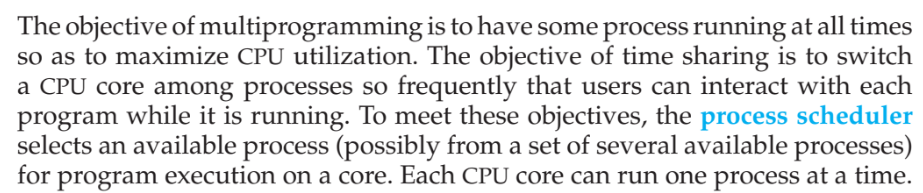 The objective of multiprogramming is to have some process running at all times
so as to maximize CPU utilization. The objective of time sharing is to switch
a CPU core among processes so frequently that users can interact with each
program while it is running. To meet these objectives, the process scheduler
selects an available process (possibly from a set of several available processes)
for program execution on a core. Each CPU core can run one process at a time.